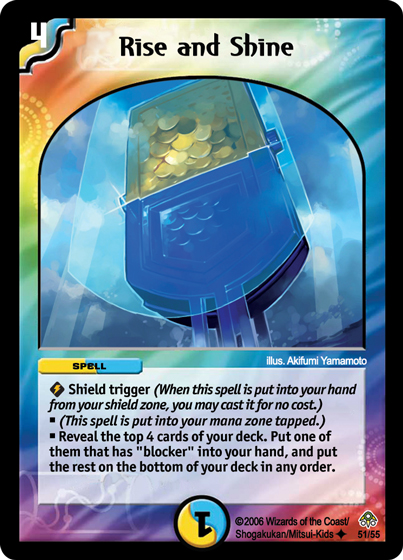 4
Rise and Shine
illus. Akifumi Yamamoto
SPELL
Shield trigger (When this spell is put into your hand
from your shield zone, you may cast it for no cost.)
▪ (This spell is put into your mana zone tapped.)
▪ Reveal the top 4 cards of your deck. Put one of
them that has "blocker" into your hand, and put
the rest on the bottom of your deck in any order.
1
©2006 Wizards of the Coast/
Shogakukan/Mitsui-Kids ♦ 51/55